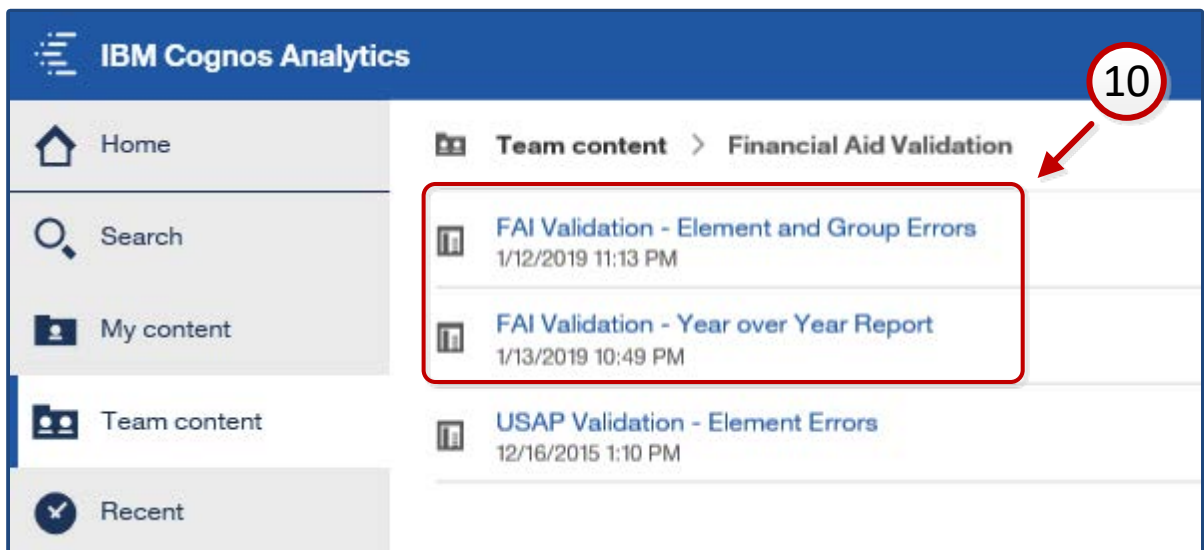 IBM Cognos Analytics
10
Home
Team content > Financial Aid Validation
Search
FAI Validation - Element and Group Errors
1/12/2019 11:13 PM
My content
FAI Validation - Year over Year Report
1/13/2019 10:49 PM
Team content
USAP Validation - Element Errors
12/16/2015 1:10 PM
Recent